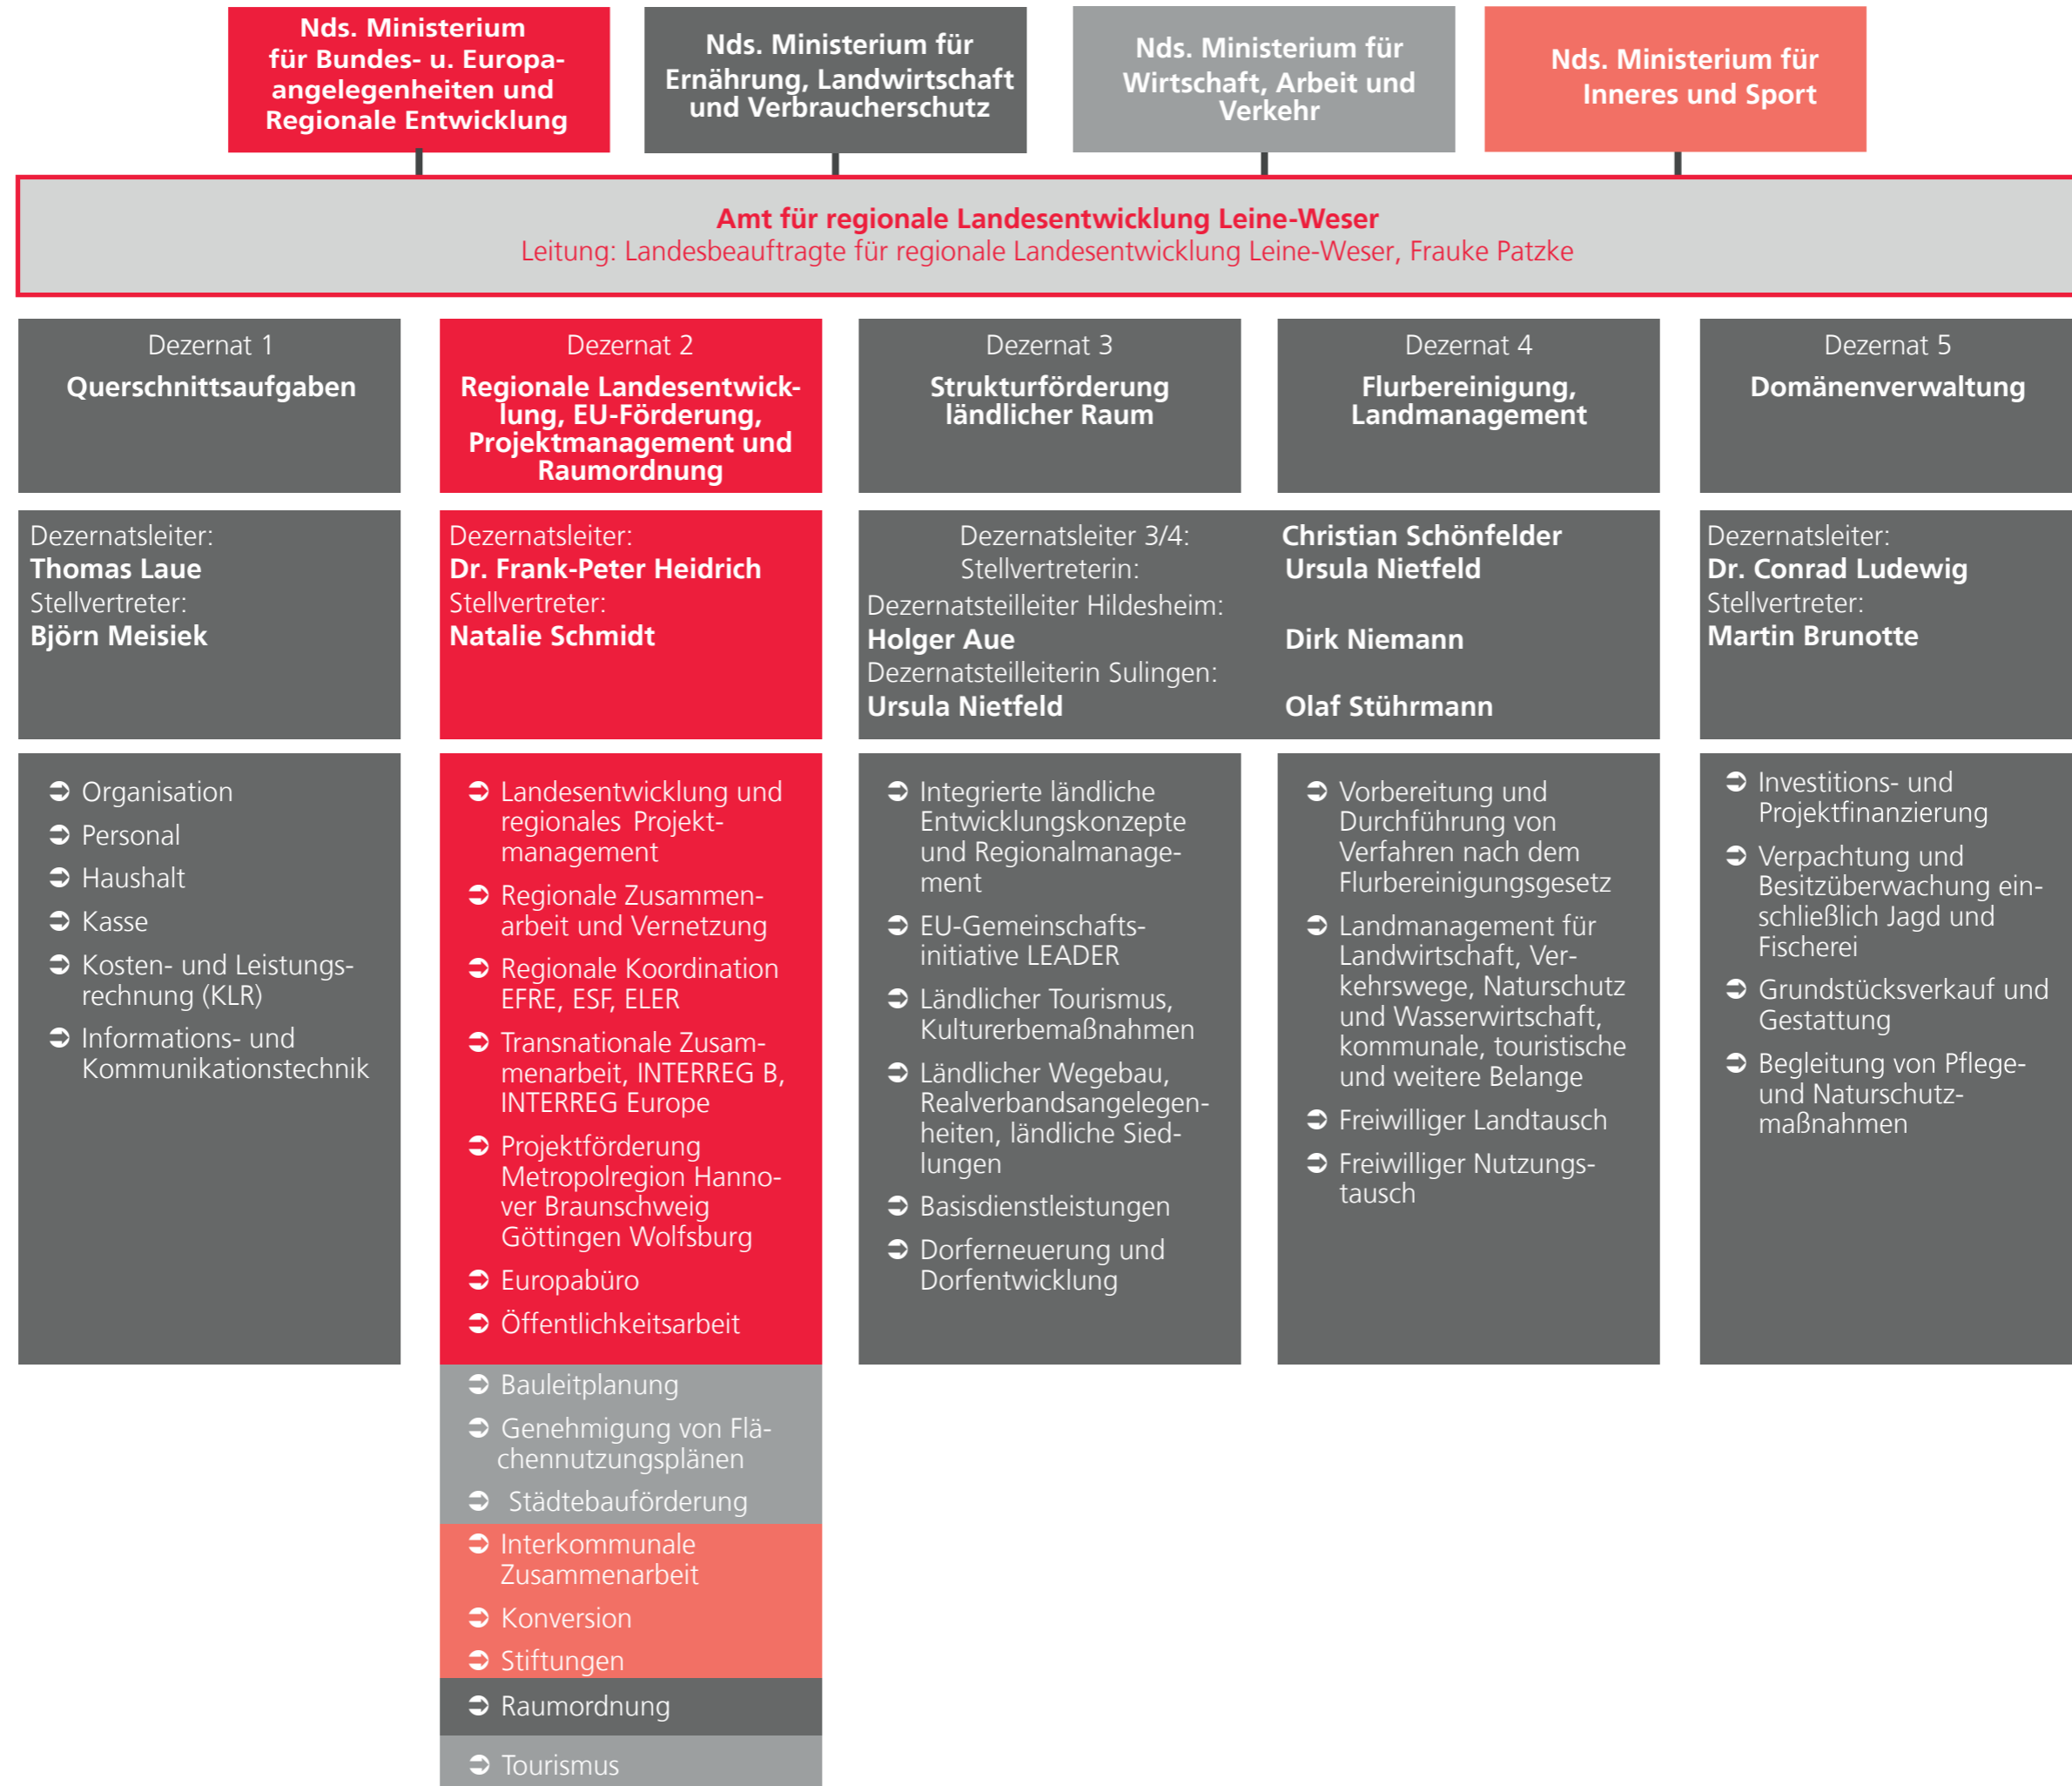 Nds. Ministerium
für Bundes- u. Europa-
angelegenheiten und
Regionale Entwicklung
Nds. Ministerium für
Ernährung, Landwirtschaft
und Verbraucherschutz
Nds. Ministerium für
Wirtschaft, Arbeit und
Verkehr
Nds. Ministerium für
Inneres und Sport
Amt für regionale Landesentwicklung Leine-Weser
Leitung: Landesbeauftragte für regionale Landesentwicklung Leine-Weser, Frauke Patzke
Dezernat 1
Querschnittsaufgaben
Dezernatsleiter:
Thomas Laue
Stellvertreter:
Björn Meisiek
➲ Organisation
➲ Personal
➲ Haushalt
➲ Kasse
➲ Kosten- und Leistungs-
rechnung (KLR)
➲ Informations- und
Kommunikationstechnik
Dezernat 2
Regionale Landesentwick-
lung, EU-Förderung,
Projektmanagement und
Raumordnung
Dezernatsleiter:
Dr. Frank-Peter Heidrich
Stellvertreter:
Natalie Schmidt
➲ Landesentwicklung und
regionales Projekt-
management
➲ Regionale Zusammen-
arbeit und Vernetzung
➲ Regionale Koordination
EFRE, ESF, ELER
➲ Transnationale Zusam-
menarbeit, INTERREG B,
INTERREG Europe
➲ Projektförderung
Metropolregion Hanno-
ver Braunschweig
Göttingen Wolfsburg
➲ Europabüro
➲ Öffentlichkeitsarbeit
➲ Bauleitplanung
➲ Genehmigung von Flä-
chennutzungsplänen
➲ Städtebauförderung
➲ Interkommunale
Zusammenarbeit
➲ Konversion
➲ Stiftungen
➲ Raumordnung
➲ Tourismus
Dezernat 3
Strukturförderung
ländlicher Raum
Dezernat 4
Flurbereinigung,
Landmanagement
Dezernatsleiter 3/4: Christian Schönfelder
Stellvertreterin: Ursula Nietfeld
Dezernatsteilleiter Hildesheim:
Holger Aue Dirk Niemann
Dezernatsteilleiterin Sulingen:
Ursula Nietfeld Olaf Stührmann
➲ Integrierte ländliche
Entwicklungskonzepte
und Regionalmanage-
ment
➲ EU-Gemeinschafts-
initiative LEADER
➲ Ländlicher Tourismus,
Kulturerbemaßnahmen
➲ Ländlicher Wegebau,
Realverbandsangelegen-
heiten, ländliche Sied-
lungen
➲ Basisdienstleistungen
➲ Dorferneuerung und
Dorfentwicklung
➲ Vorbereitung und
Durchführung von
Verfahren nach dem
Flurbereinigungsgesetz
➲ Landmanagement für
Landwirtschaft, Ver-
kehrswege, Naturschutz
und Wasserwirtschaft,
kommunale, touristische
und weitere Belange
➲ Freiwilliger Landtausch
➲ Freiwilliger Nutzungs-
tausch
Dezernat 5
Domänenverwaltung
Dezernatsleiter:
Dr. Conrad Ludewig
Stellvertreter:
Martin Brunotte
➲ Investitions- und
Projektfinanzierung
➲ Verpachtung und
Besitzüberwachung ein-
schließlich Jagd und
Fischerei
➲ Grundstücksverkauf und
Gestattung
➲ Begleitung von Pflege-
und Naturschutz-
maßnahmen